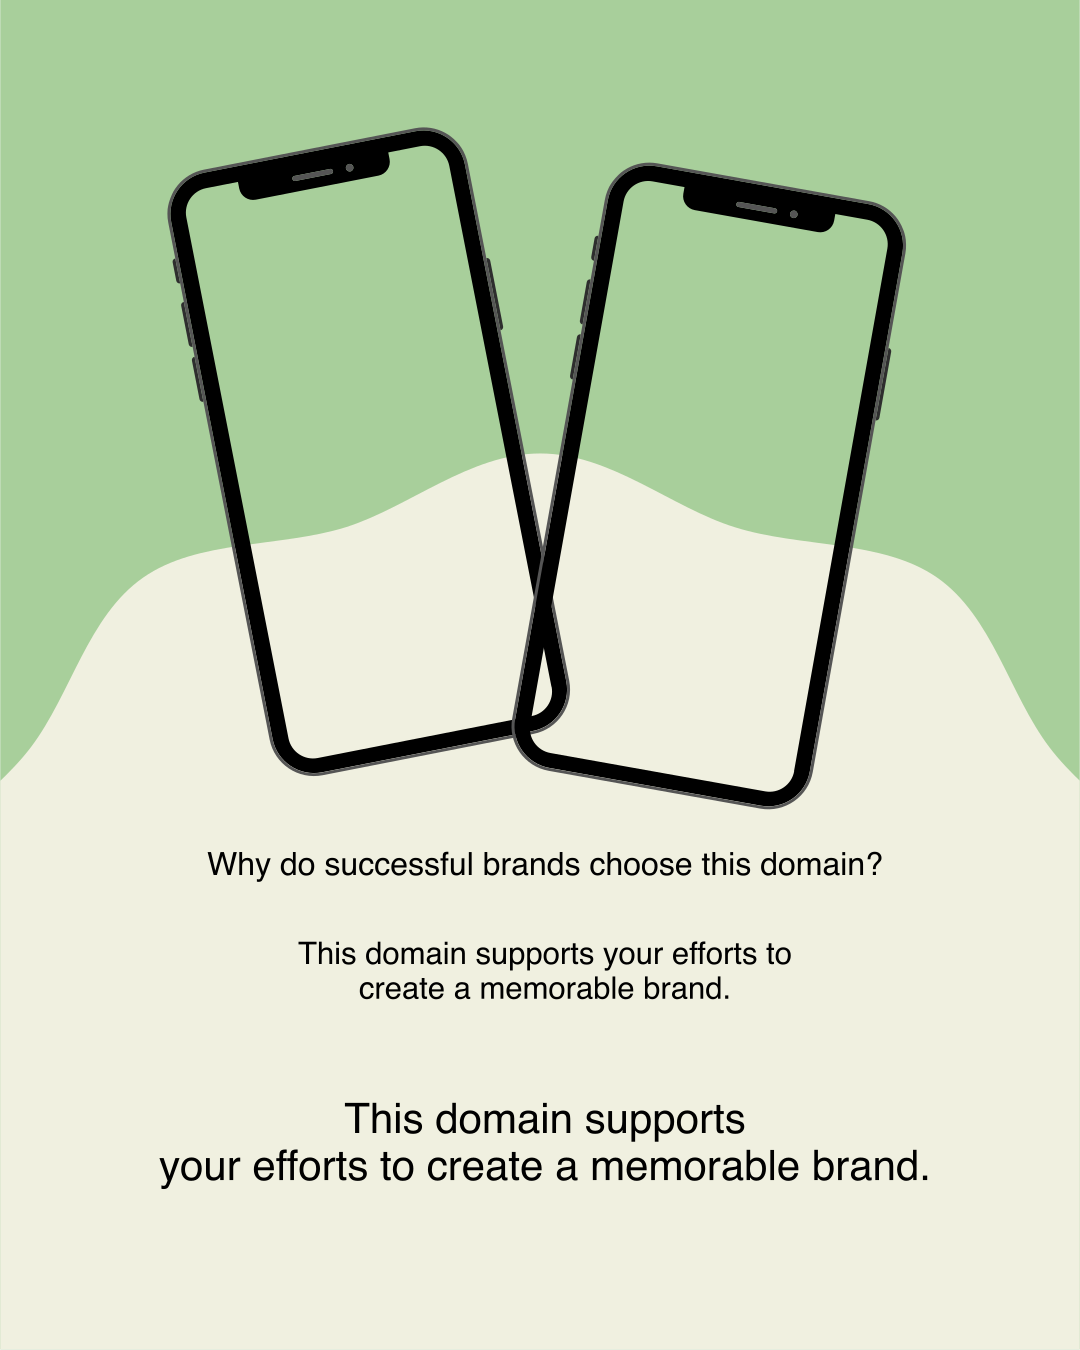 Why do successful brands choose this domain?
This domain supports your efforts to
create a memorable brand.
This domain supports
your efforts to create a memorable brand.